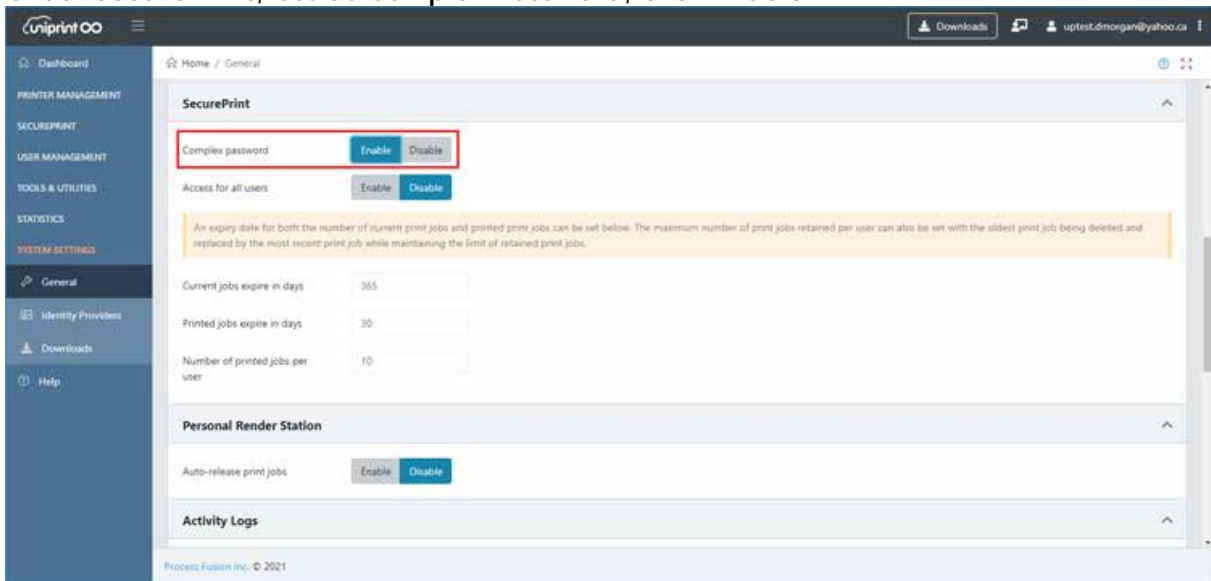 uniprint
Downloads
uptest.dmorgan@yahoo.ca
Dashboard
Home / General
PRINTER MANAGEMENT
SECUREPRINT
USER MANAGEMENT
TOOLS & UTILITIES
STATISTICS
SYSTEM SETTINGS
General
Identity Providers
Downloads
Help
SecurePrint
Complex password Enable Disable
Access for all users Enable Disable
An expiry date for both the number of current print jobs and printed print jobs can be set below. The maximum number of print jobs retained per user can also be set with the oldest print job being deleted and
replaced by the most recent print job while maintaining the limit of retained print jobs.
Current jobs expire in days 365
Printed jobs expire in days 30
Number of printed jobs per 10
user
Personal Render Station
Auto-release print jobs Enable Disable
Activity Logs
Process Fusion Inc. © 2021